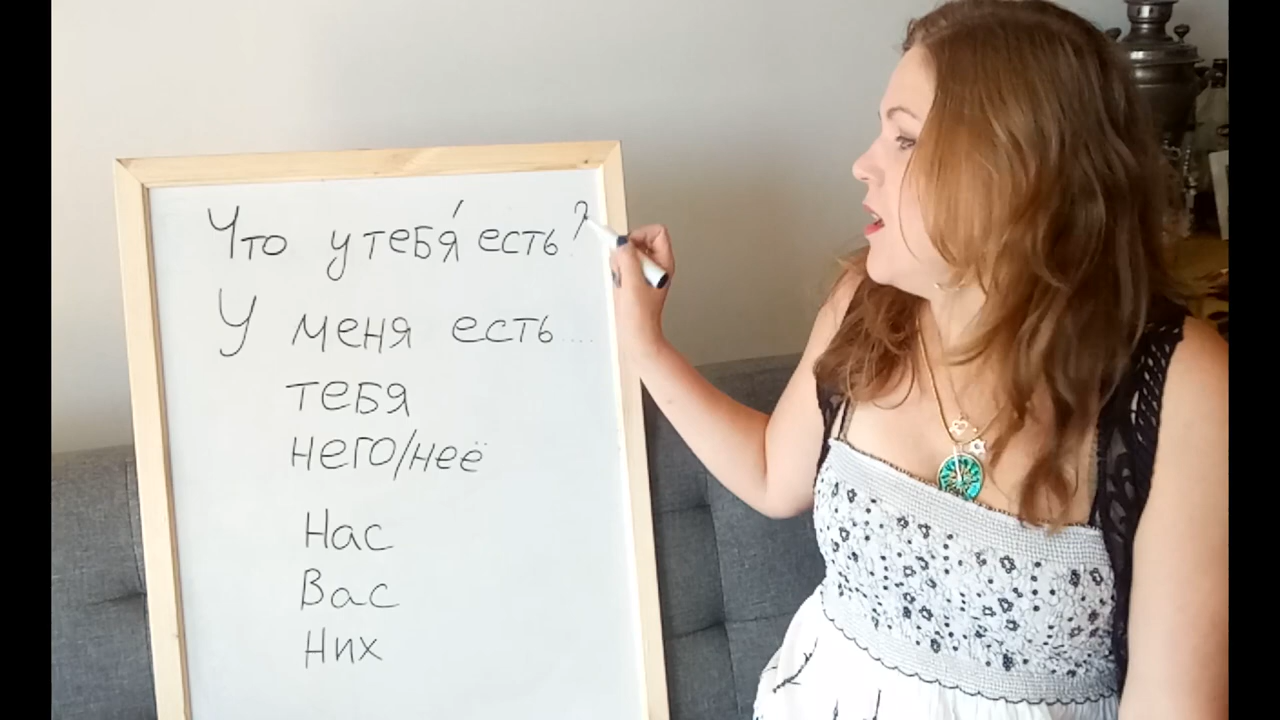 Что у тебя́ есть?
У меня есть....
тебя
него/неё
Нас
Вас
Них